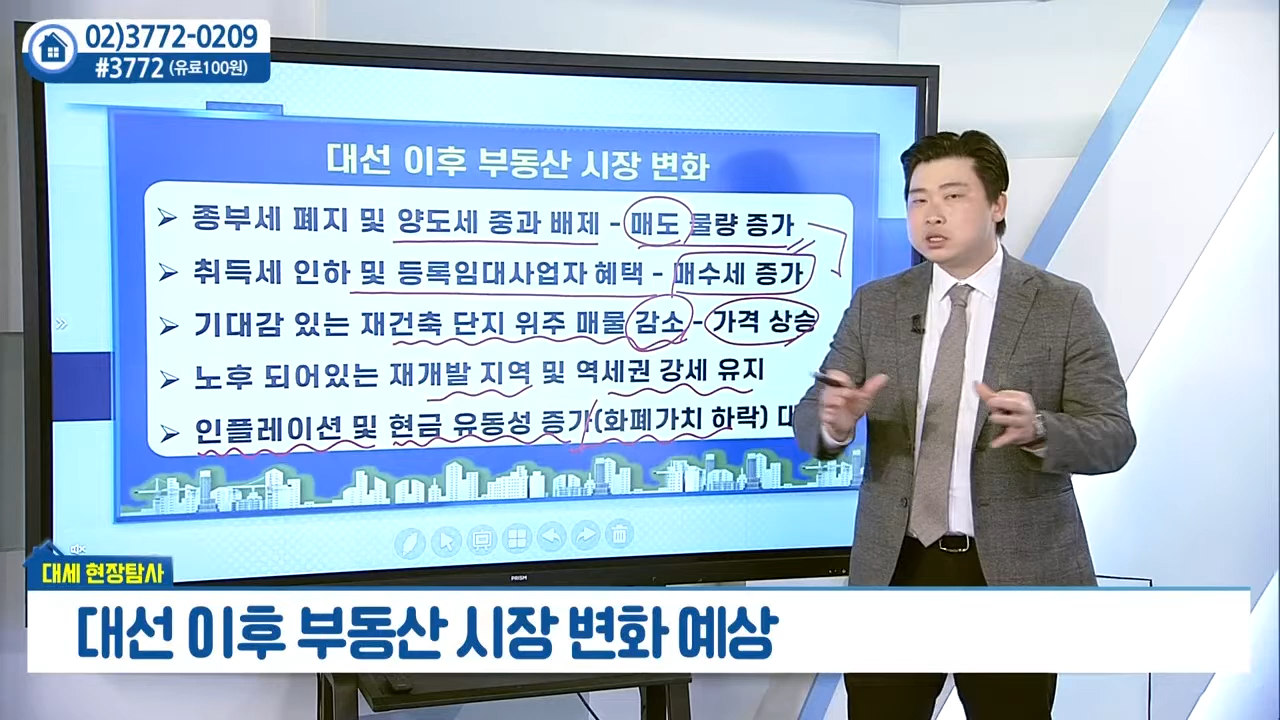 02)3772-0209
#3772 (유료100원)
대선 이후 부동산 시장 변화
➢ 종부세 폐지 및 양도세 중과 배제 - 매도 물량 증가
➢ 취득세 인하 및 등록임대사업자 혜택 - 매수세 증가
➢ 기대감 있는 재건축 단지 위주 매물 감소 - 가격 상승
➢ 노후 되어있는 재개발 지역 및 역세권 강세 유지
➢ 인플레이션 및 현금 유동성 증가(화폐가치 하락) 대
abc
PRISM
대세 현장탐사
대선 이후 부동산 시장 변화 예상